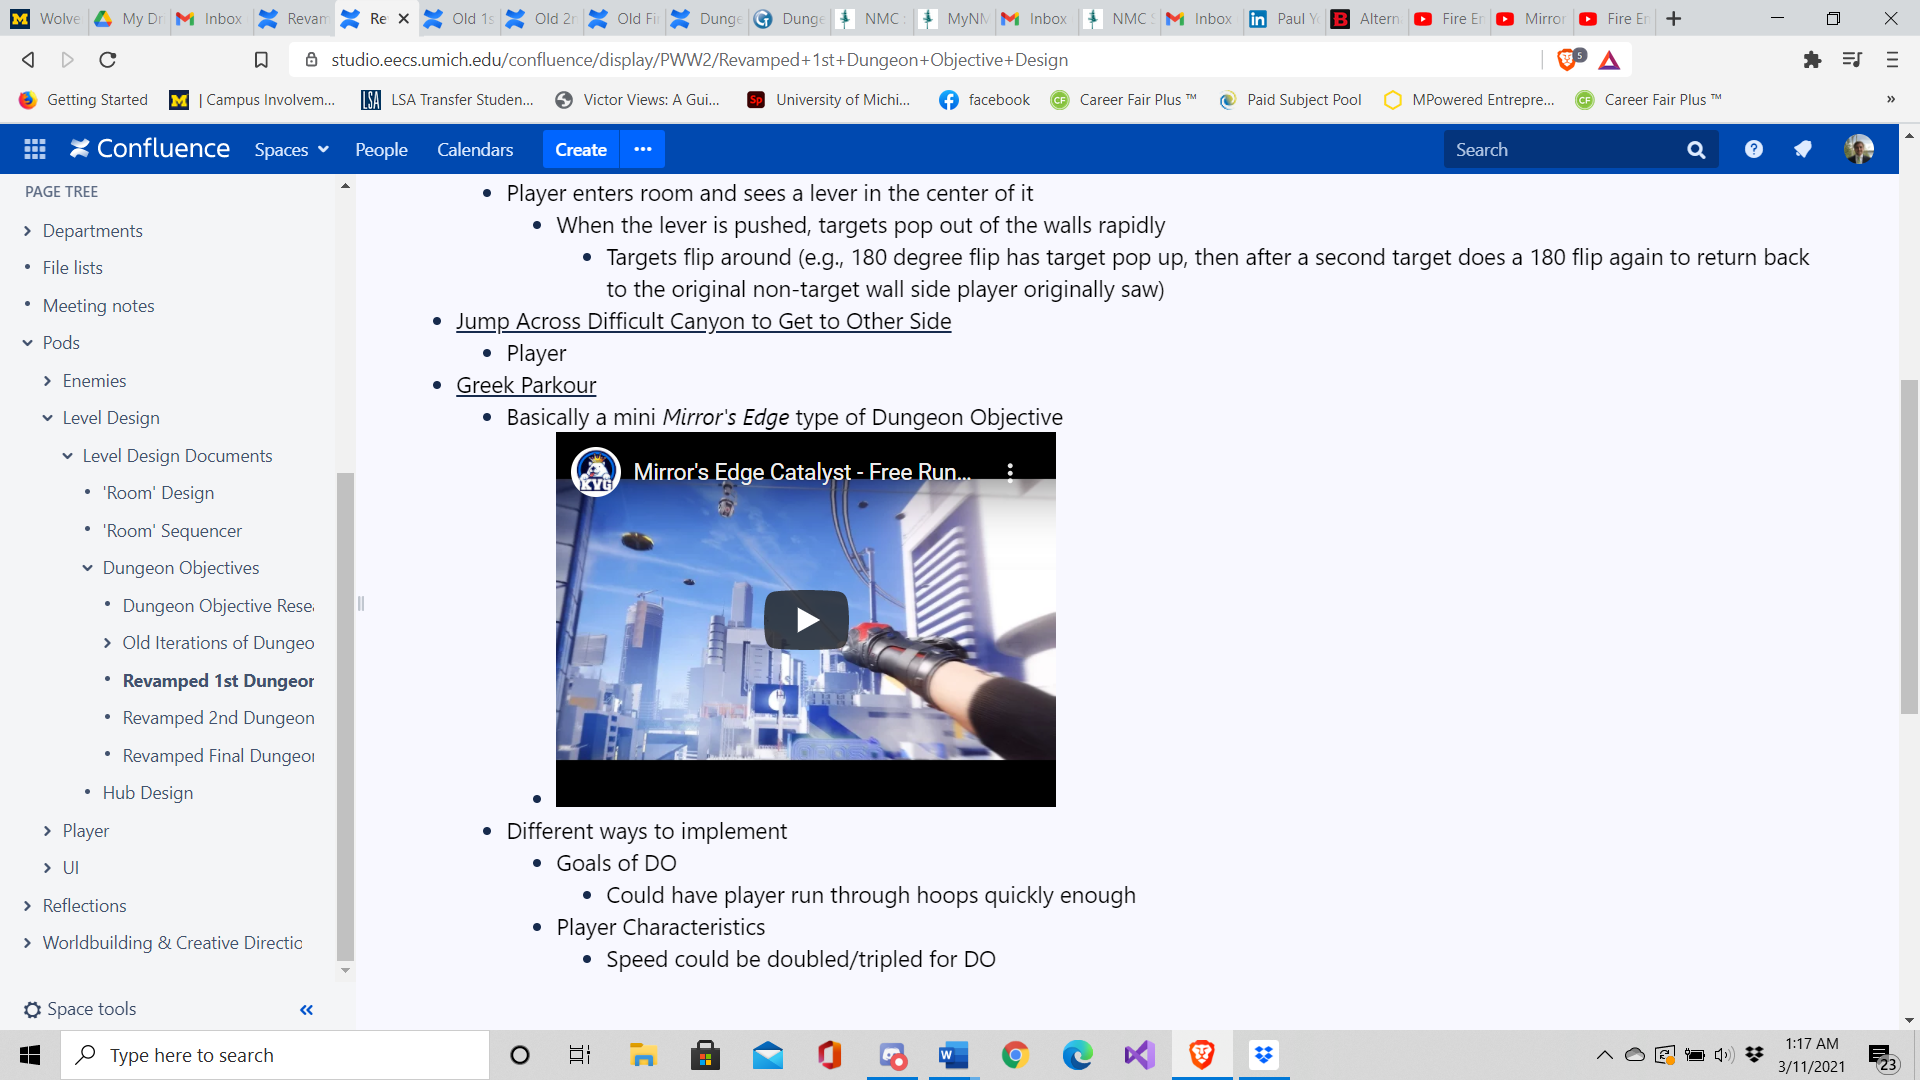 Wolve
My Dr
Inbox
Revam
Re
Old 1s
Old 2n
Old Fi
Dunge
Dunge
NMC
MyNM
Inbox
NMC S
Inbox
Paul Y
Altern
Fire En
Mirror
Fire En
studio.eecs.umich.edu/confluence/display/PWW2/Revamped+1st+Dungeon+Objective+Design
5
Getting Started
| Campus Involvem...
LSA Transfer Studen...
Victor Views: A Gui...
University of Michi...
facebook
Career Fair Plus ™
Paid Subject Pool
MPowered Entrepre...
Career Fair Plus ™
»
Confluence
Spaces
People
Calendars
Create
Search
PAGE TREE
Departments
File lists
Meeting notes
Pods
Enemies
Level Design
Level Design Documents
'Room' Design
'Room' Sequencer
Dungeon Objectives
Dungeon Objective Rese
Old Iterations of Dungeo
Revamped 1st Dungeon
Revamped 2nd Dungeon
Revamped Final Dungeon
Hub Design
Player
UI
Reflections
Worldbuilding & Creative Directio
Space tools
Player enters room and sees a lever in the center of it
When the lever is pushed, targets pop out of the walls rapidly
Targets flip around (e.g., 180 degree flip has target pop up, then after a second target does a 180 flip again to return back
to the original non-target wall side player originally saw)
Jump Across Difficult Canyon to Get to Other Side
Player
Greek Parkour
Basically a mini Mirror's Edge type of Dungeon Objective
KYG
Mirror's Edge Catalyst - Free Run...
Different ways to implement
Goals of DO
Could have player run through hoops quickly enough
Player Characteristics
Speed could be doubled/tripled for DO
Type here to search
1:17 AM
3/11/2021
23